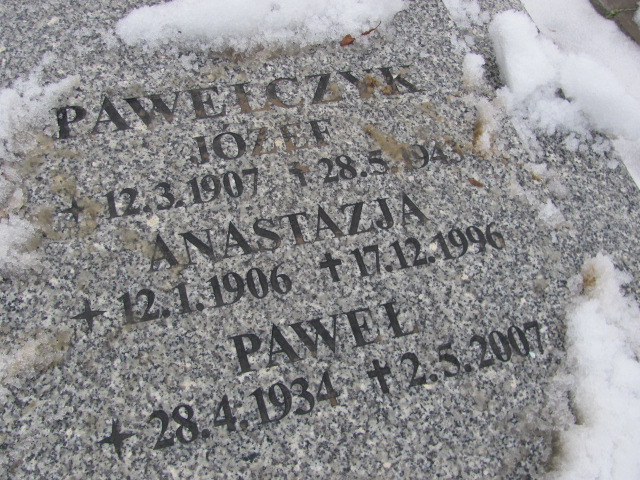 PAWEŁCZYK
JÓZEF
✦ 12.3.1907 ✝ 28.5.1945
ANASTAZJA
✦ 12.1.1906 ✝ 17.12.1996
PAWEŁ
✦ 28.4.1934 ✝ 2.5.2007